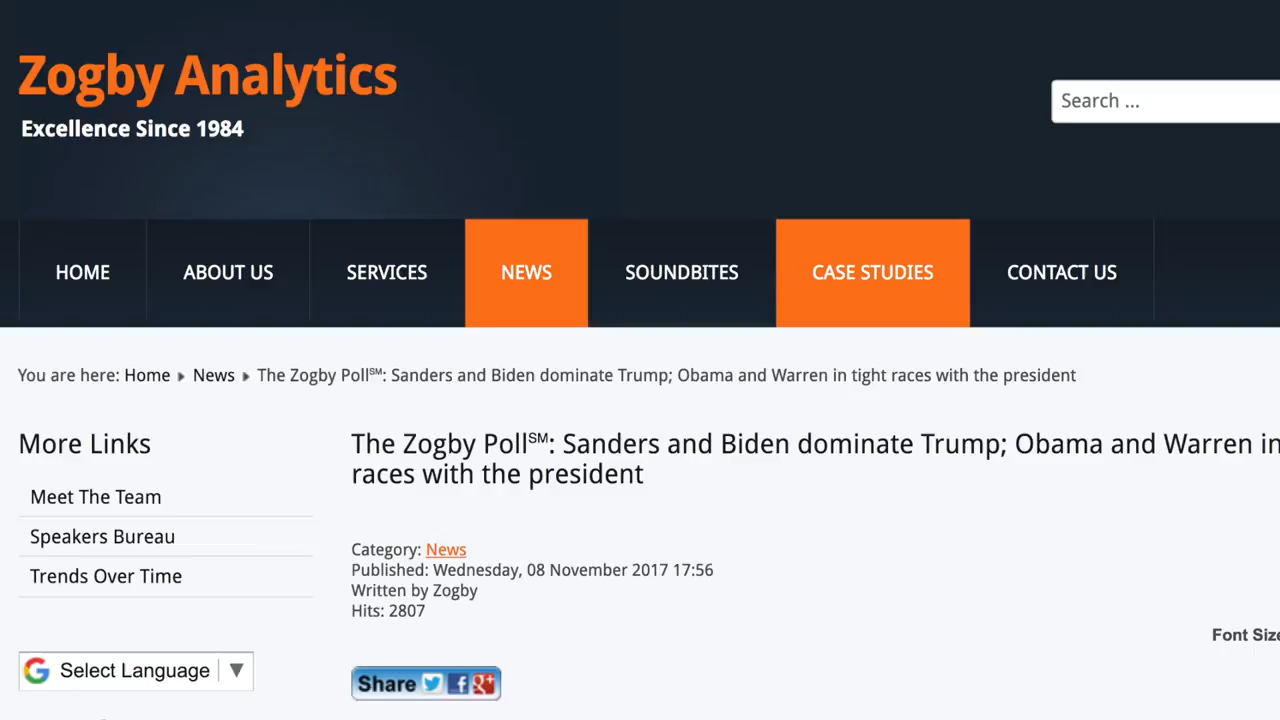 Zogby Analytics
Excellence Since 1984
Search ...
HOME ABOUT US SERVICES NEWS SOUNDBITES CASE STUDIES CONTACT US
You are here: Home News The Zogby Poll℠: Sanders and Biden dominate Trump; Obama and Warren in tight races with the president
More Links
Meet The Team
Speakers Bureau
Trends Over Time
Select Language ▼
The Zogby Poll℠: Sanders and Biden dominate Trump; Obama and Warren in
races with the president
Category: News
Published: Wednesday, 08 November 2017 17:56
Written by Zogby
Hits: 2807
Font Size
Share